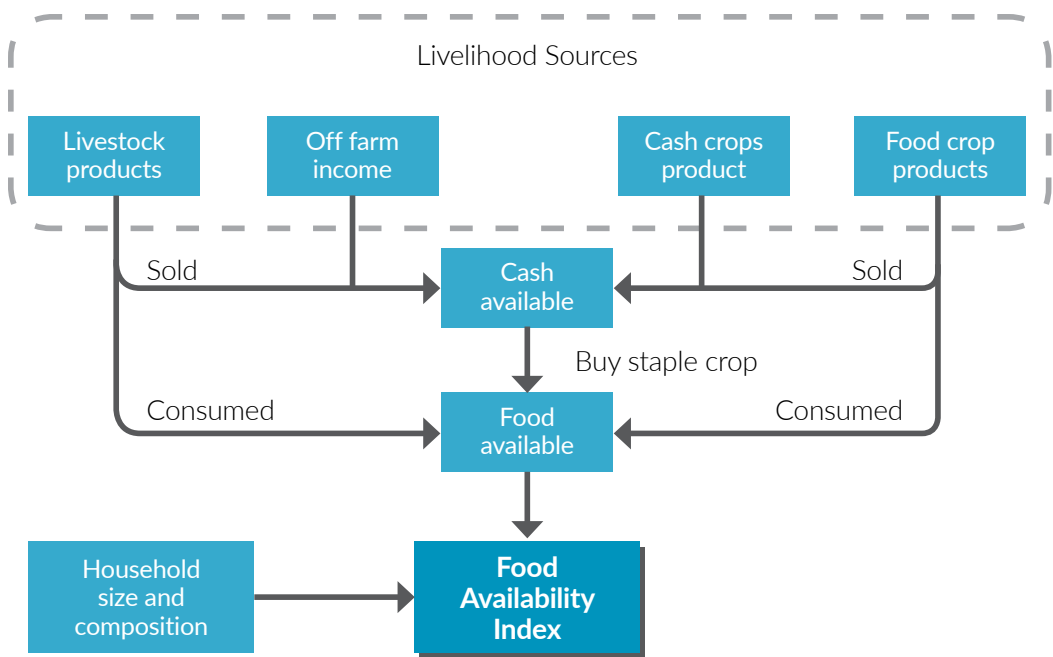 Livelihood Sources
Livestock
products
Off farm
income
Cash crops
product
Food crop
products
Sold
Cash
available
Sold
Buy staple crop
Consumed
Food
available
Consumed
Household
size and
composition
Food
Availability
Index